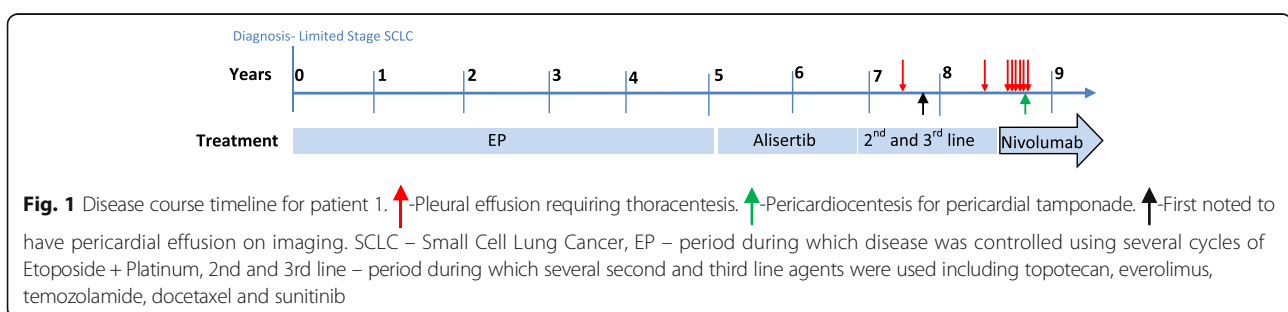 Diagnosis- Limited Stage SCLC
Years 0 1 2 3 4 5 6 7 8 9
Treatment EP Alisertib 2nd and 3rd line Nivolumab
Fig. 1 Disease course timeline for patient 1. -Pleural effusion requiring thoracentesis. -Pericardiocentesis for pericardial tamponade. -First noted to
have pericardial effusion on imaging. SCLC – Small Cell Lung Cancer, EP – period during which disease was controlled using several cycles of
Etoposide + Platinum, 2nd and 3rd line – period during which several second and third line agents were used including topotecan, everolimus,
temozolamide, docetaxel and sunitinib